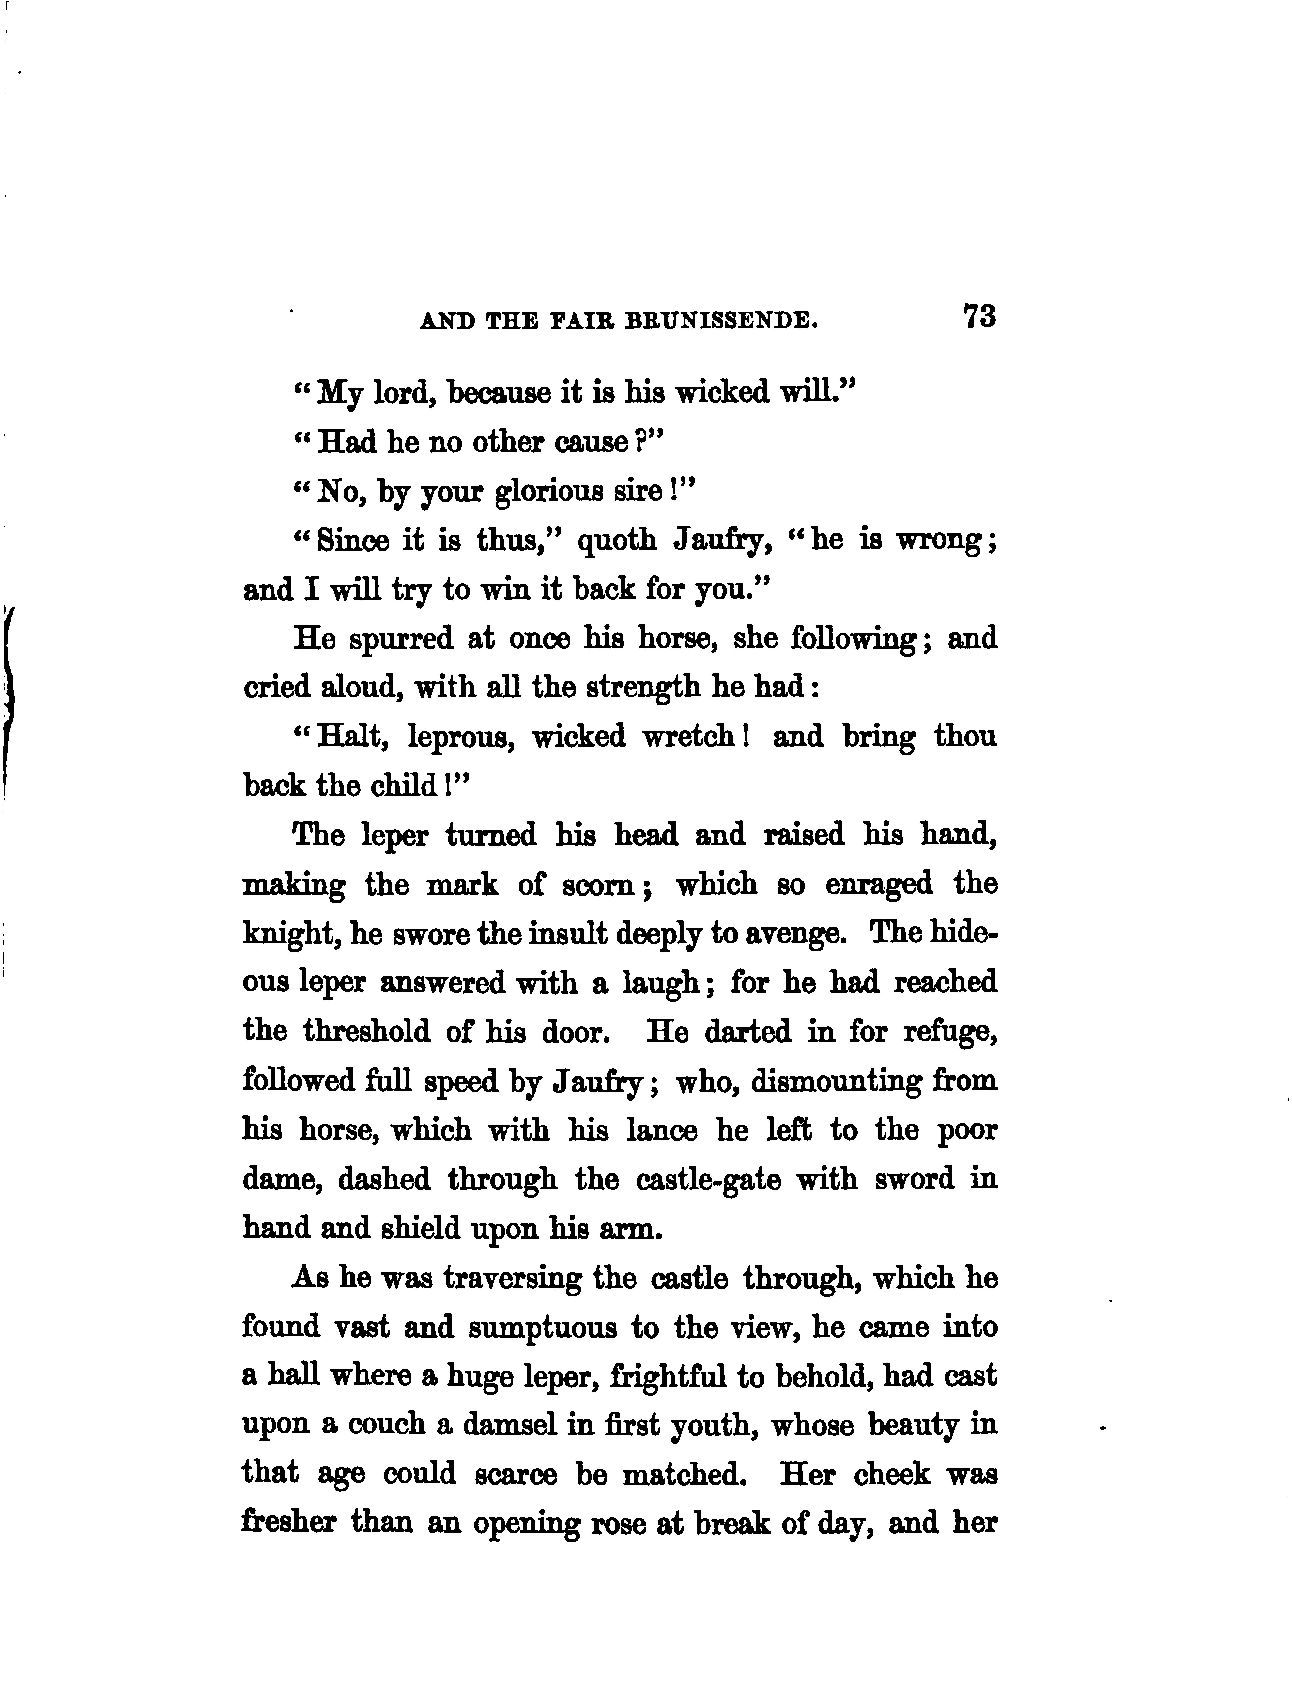 AND THE FAIR BRUNISSENDE. 73
“My lord, because it is his wicked will.”
“Had he no other cause?”
“No, by your glorious sire!”
“Since it is thus,” quoth Jaufry, “he is wrong;
and I will try to win it back for you.”
He spurred at once his horse, she following; and
cried aloud, with all the strength he had:
“Halt, leprous, wicked wretch! and bring thou
back the child!”
The leper turned his head and raised his hand,
making the mark of scorn; which so enraged the
knight, he swore the insult deeply to avenge. The hide-
ous leper answered with a laugh; for he had reached
the threshold of his door. He darted in for refuge,
followed full speed by Jaufry; who, dismounting from
his horse, which with his lance he left to the poor
dame, dashed through the castle-gate with sword in
hand and shield upon his arm.
As he was traversing the castle through, which he
found vast and sumptuous to the view, he came into
a hall where a huge leper, frightful to behold, had cast
upon a couch a damsel in first youth, whose beauty in
that age could scarce be matched. Her cheek was
fresher than an opening rose at break of day, and her